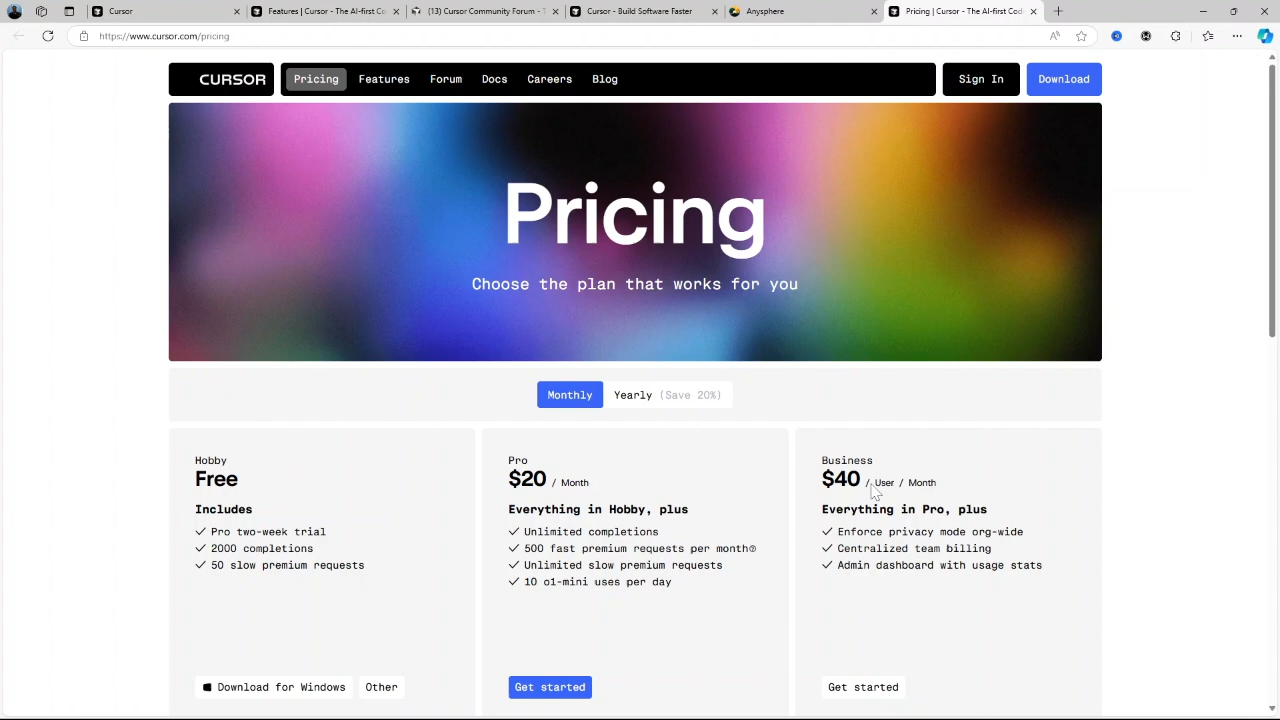 Cursor
Features | Cursor - The AI-first Co
(13) Cursor Community Forum - T
Cursor - Build Software Faster
Anysphere
Pricing | Cursor - The AI-first Cod
https://www.cursor.com/pricing
CURSOR
Pricing
Features
Forum
Docs
Careers
Blog
Sign In
Download
Pricing
Choose the plan that works for you
Monthly
Yearly (Save 20%)
Hobby
Free
Includes
✓ Pro two-week trial
✓ 2000 completions
✓ 50 slow premium requests
Download for Windows
Other
Pro
$20 / Month
Everything in Hobby, plus
✓ Unlimited completions
✓ 500 fast premium requests per month
✓ Unlimited slow premium requests
✓ 10 o1-mini uses per day
Get started
Business
$40 / User / Month
Everything in Pro, plus
✓ Enforce privacy mode org-wide
✓ Centralized team billing
✓ Admin dashboard with usage stats
Get started